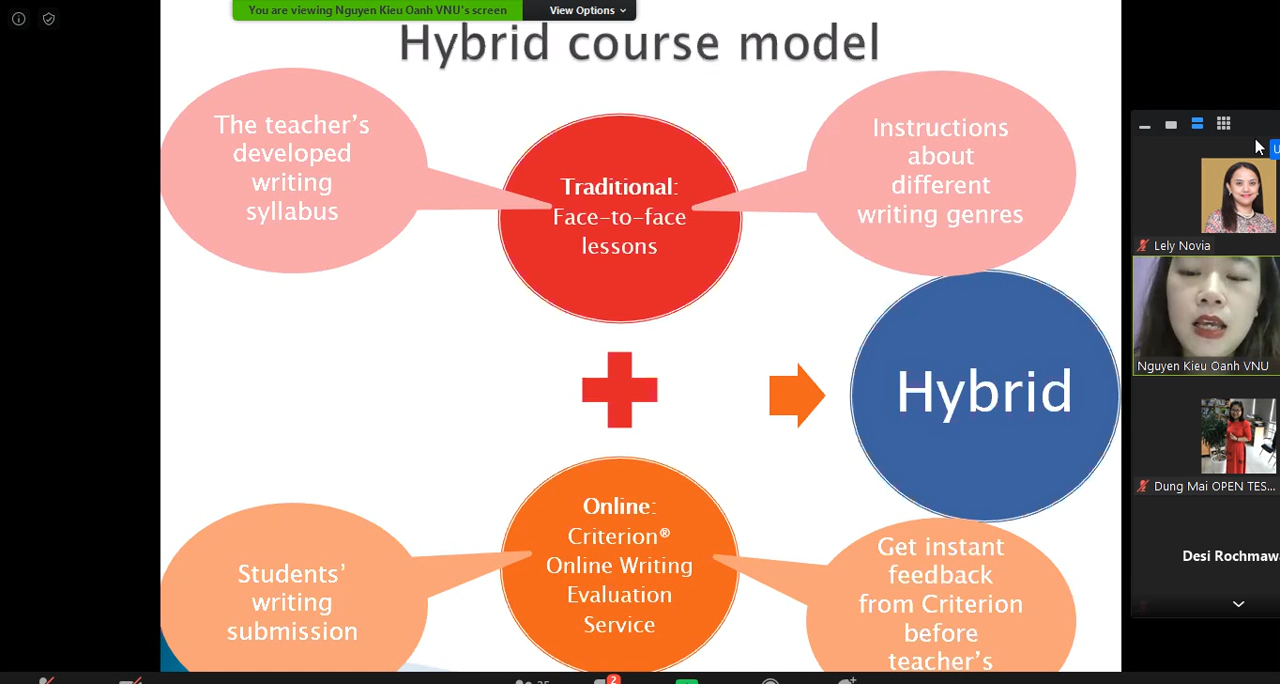 You are viewing Nguyen Kieu Oanh VNU's screen
View Options
Hybrid course model
The teacher's
developed
writing
syllabus
Traditional:
Face-to-face
lessons
Instructions
about
different
writing genres
Hybrid
Online:
Criterion®
Online Writing
Evaluation
Service
Students'
writing
submission
Get instant
feedback
from Criterion
before
teacher's
Lely Novia
Nguyen Kieu Oanh VNU
Dung Mai OPEN TES...
Desi Rochmaw
2